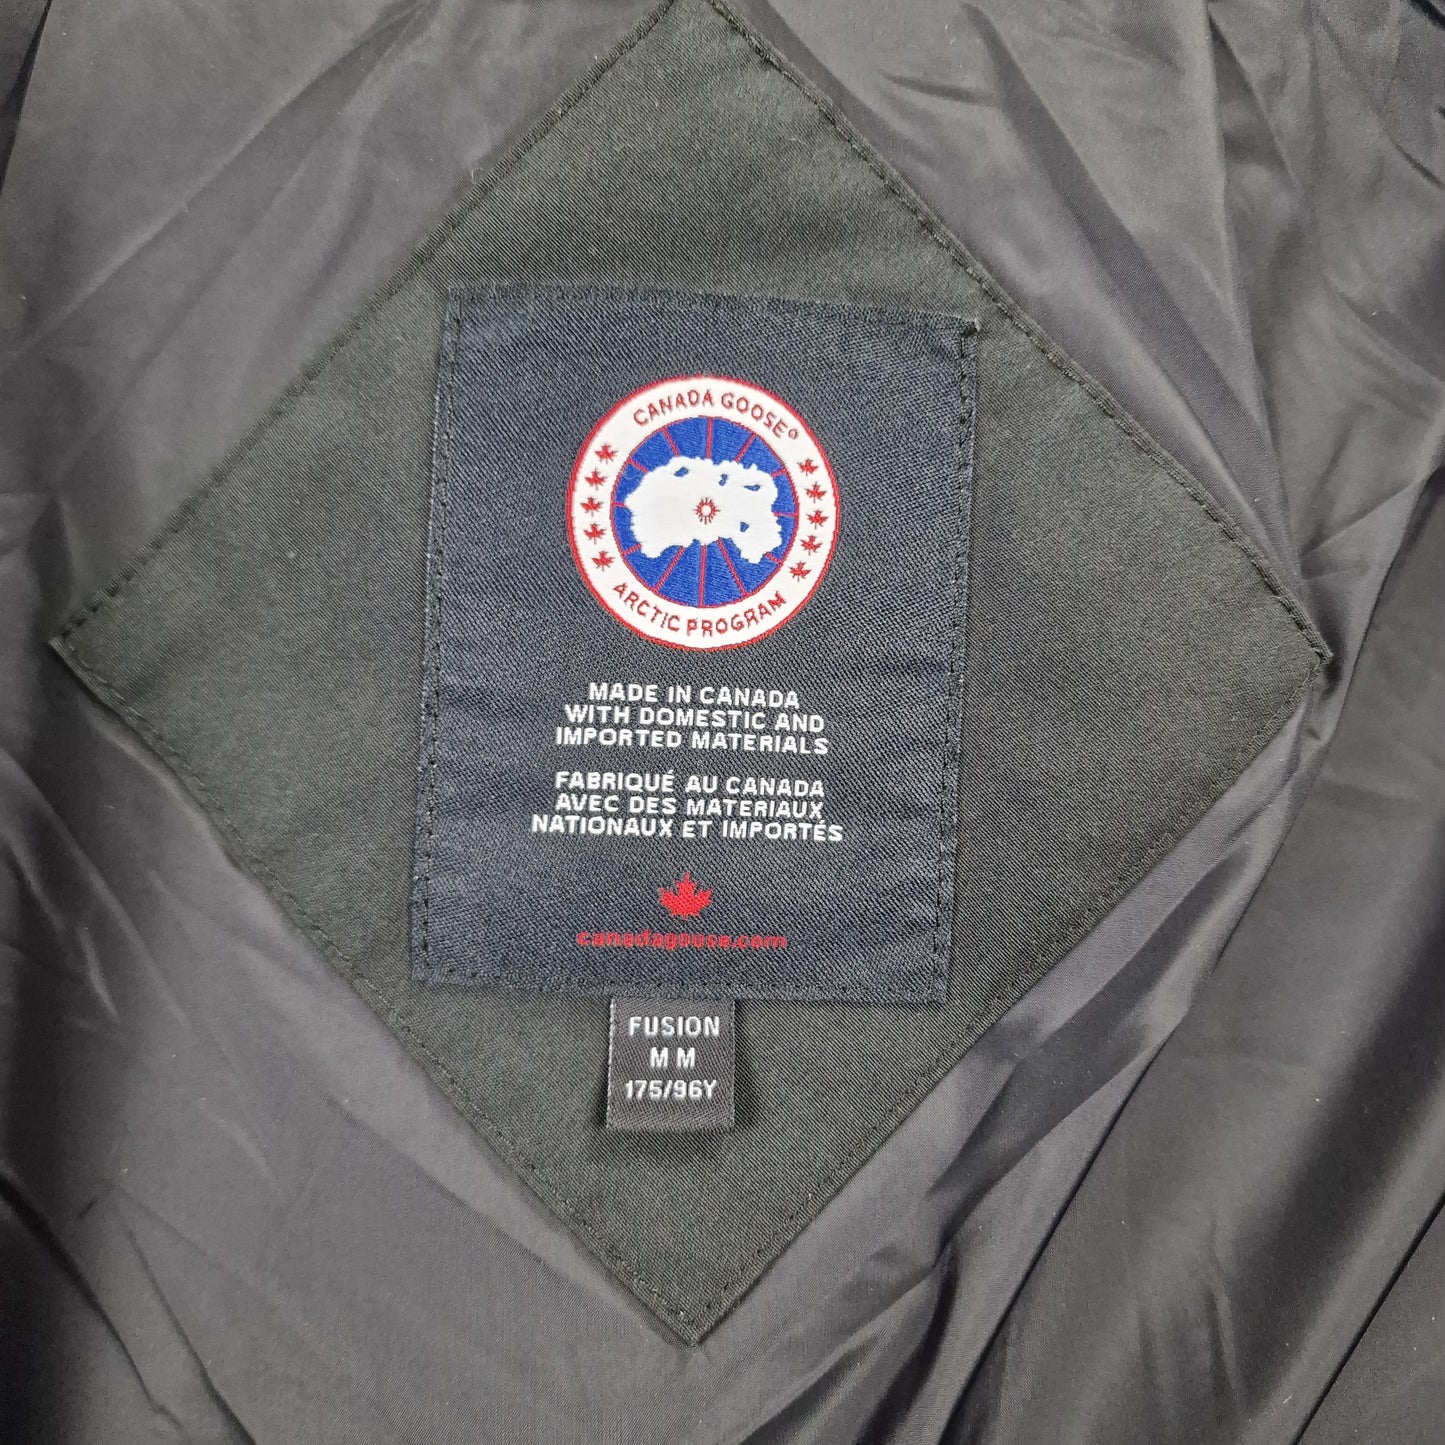 CANADA GOOSE®
ARCTIC PROGRAM
MADE IN CANADA
WITH DOMESTIC AND
IMPORTED MATERIALS
FABRIQUÉ AU CANADA
AVEC DES MATERIAUX
NATIONAUX ET IMPORTÉS
canadagoose.com
FUSION
M M
175/96Y